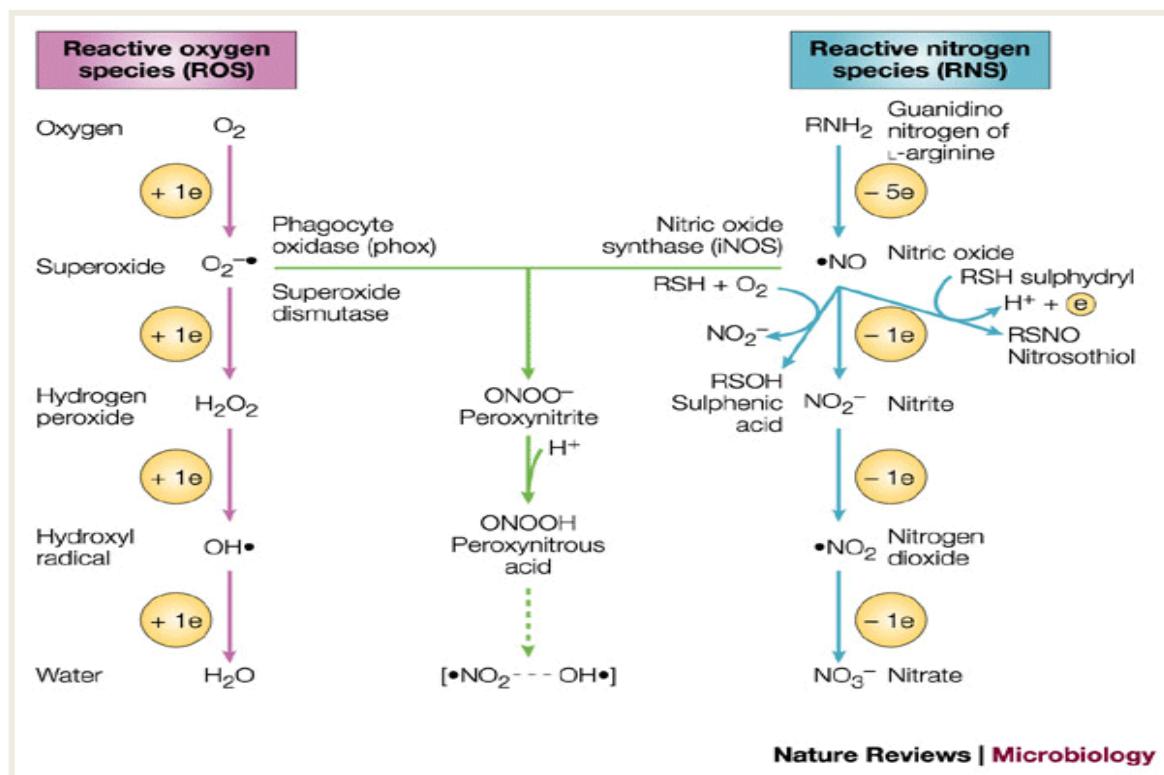 Reactive oxygen
species (ROS)
Reactive nitrogen
species (RNS)
Oxygen
O₂
RNH₂
Guanidino
nitrogen of
L-arginine
+ 1e
− 5e
Phagocyte
oxidase (phox)
Nitric oxide
synthase (iNOS)
Superoxide
O₂⁻•
•NO
Nitric oxide
Superoxide
dismutase
RSH + O₂
RSH sulphydryl
H⁺ + e
+ 1e
NO₂⁻
− 1e
RSNO
Nitrosothiol
RSOH
Sulphenic
acid
Hydrogen
peroxide
H₂O₂
ONOO⁻
Peroxynitrite
NO₂⁻
Nitrite
H⁺
+ 1e
− 1e
Hydroxyl
radical
OH•
ONOOH
Peroxynitrous
acid
•NO₂
Nitrogen
dioxide
+ 1e
− 1e
Water
H₂O
[•NO₂--- OH•]
NO₃⁻ Nitrate
Nature Reviews | Microbiology